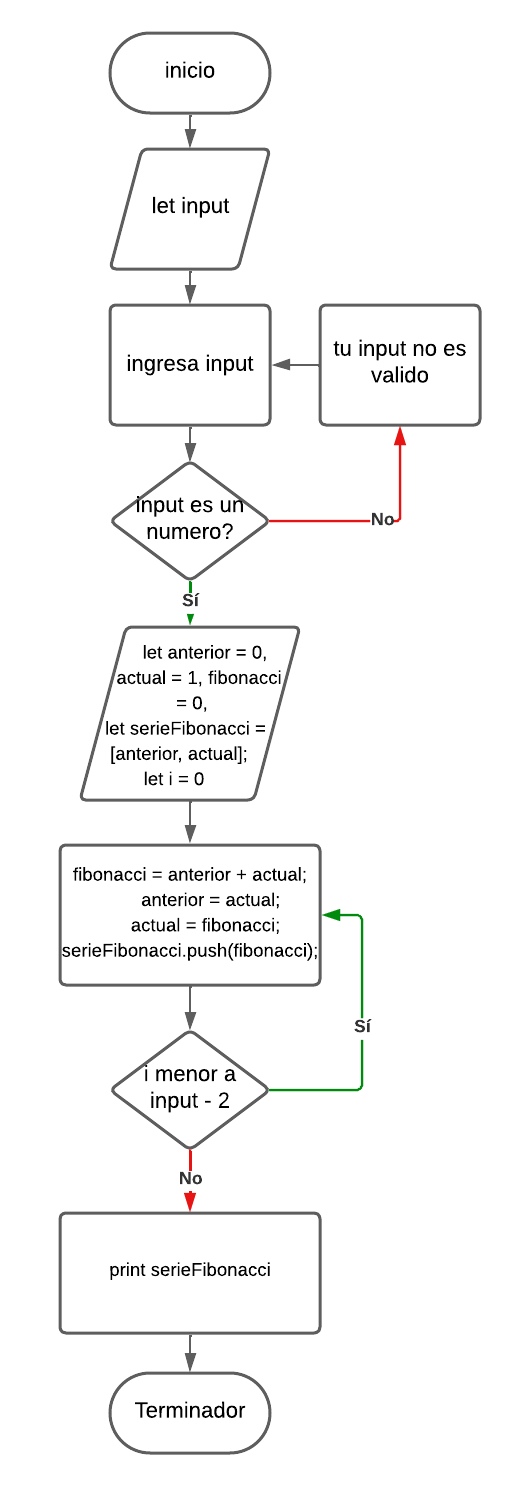 inicio
let input
ingresa input
tu input no es
valido
input es un
numero?
No
Sí
let anterior = 0,
actual = 1, fibonacci
= 0,
let serieFibonacci =
[anterior, actual];
let i = 0
fibonacci = anterior + actual;
anterior = actual;
actual = fibonacci;
serieFibonacci.push(fibonacci);
Sí
i menor a
input - 2
No
print serieFibonacci
Terminador